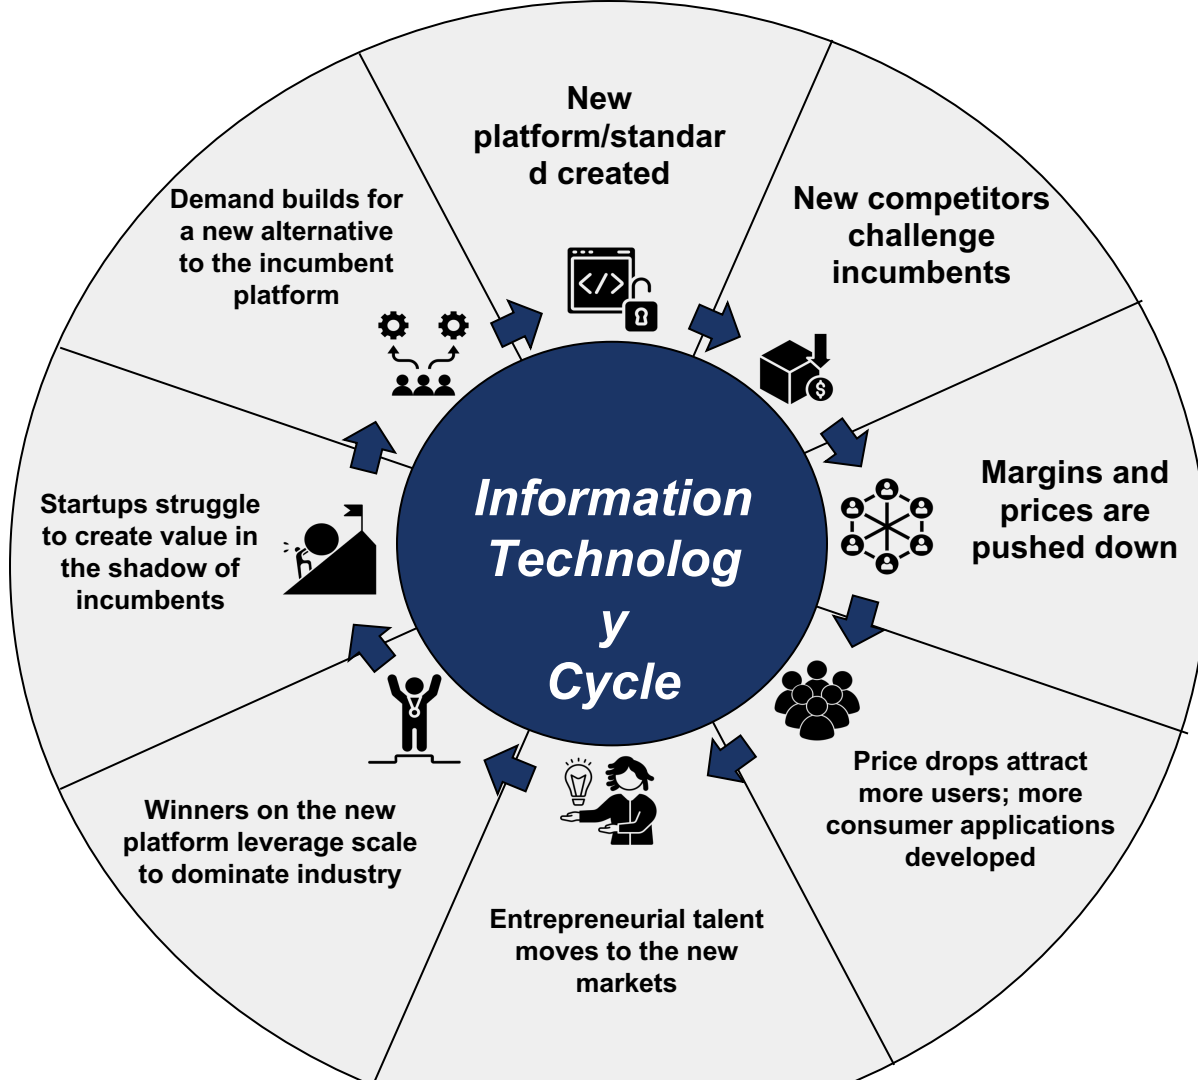 New
platform/standar
d created
New competitors
challenge
incumbents
Margins and
prices are
pushed down
Price drops attract
more users; more
consumer applications
developed
Entrepreneurial talent
moves to the new
markets
Winners on the new
platform leverage scale
to dominate industry
Startups struggle
to create value in
the shadow of
incumbents
Demand builds for
a new alternative
to the incumbent
platform
</>
$
Information
Technolog
y
Cycle